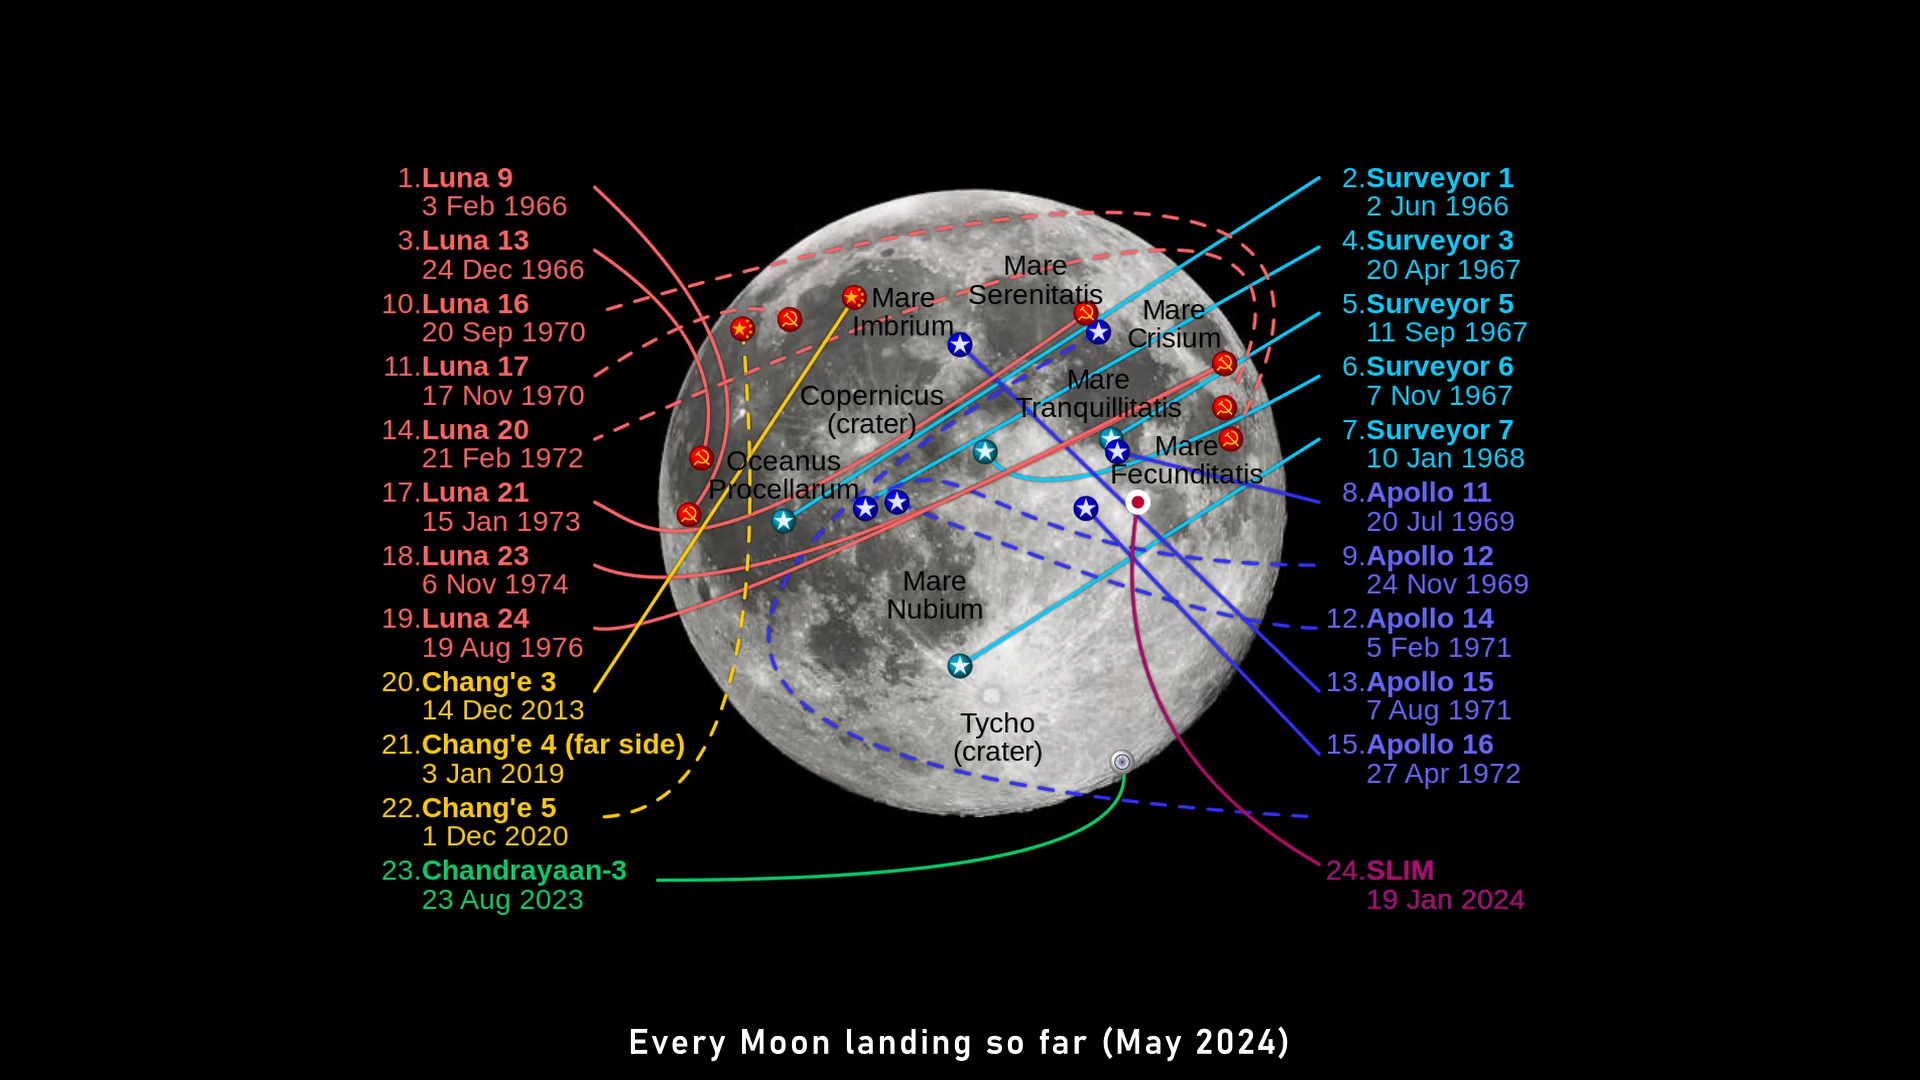 1. Luna 9
3 Feb 1966
3. Luna 13
24 Dec 1966
10. Luna 16
20 Sep 1970
11. Luna 17
17 Nov 1970
14. Luna 20
21 Feb 1972
17. Luna 21
15 Jan 1973
18. Luna 23
6 Nov 1974
19. Luna 24
19 Aug 1976
20. Chang'e 3
14 Dec 2013
21. Chang'e 4 (far side)
3 Jan 2019
22. Chang'e 5
1 Dec 2020
23. Chandrayaan-3
23 Aug 2023
Mare
Serenitatis
Mare
Imbrium
Mare
Crisium
Mare
Tranquillitatis
Copernicus
(crater)
Mare
Fecunditatis
Oceanus
Procellarum
Mare
Nubium
Tycho
(crater)
2. Surveyor 1
2 Jun 1966
4. Surveyor 3
20 Apr 1967
5. Surveyor 5
11 Sep 1967
6. Surveyor 6
7 Nov 1967
7. Surveyor 7
10 Jan 1968
8. Apollo 11
20 Jul 1969
9. Apollo 12
24 Nov 1969
12. Apollo 14
5 Feb 1971
13. Apollo 15
7 Aug 1971
15. Apollo 16
27 Apr 1972
24. SLIM
19 Jan 2024
Every Moon landing so far (May 2024)